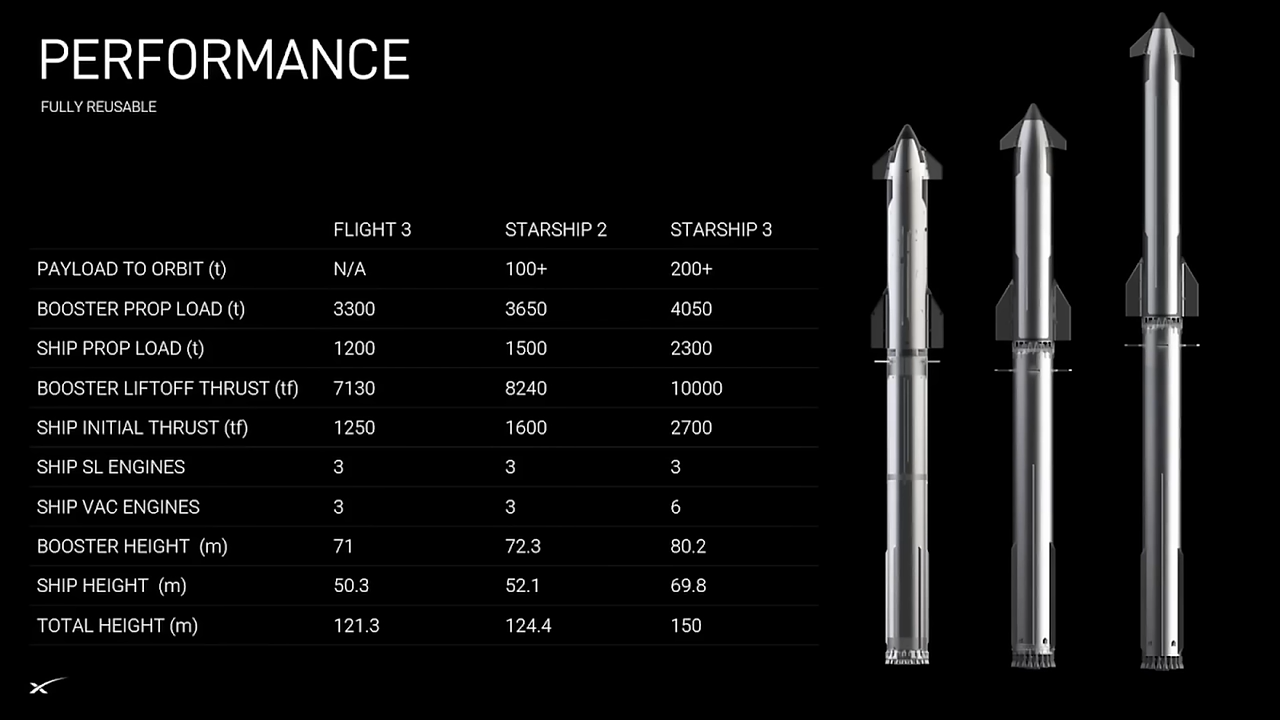 PERFORMANCE
FULLY REUSABLE
FLIGHT 3 STARSHIP 2 STARSHIP 3
PAYLOAD TO ORBIT (t) N/A 100+ 200+
BOOSTER PROP LOAD (t) 3300 3650 4050
SHIP PROP LOAD (t) 1200 1500 2300
BOOSTER LIFTOFF THRUST (tf) 7130 8240 10000
SHIP INITIAL THRUST (tf) 1250 1600 2700
SHIP SL ENGINES 3 3 3
SHIP VAC ENGINES 3 3 6
BOOSTER HEIGHT (m) 71 72.3 80.2
SHIP HEIGHT (m) 50.3 52.1 69.8
TOTAL HEIGHT (m) 121.3 124.4 150